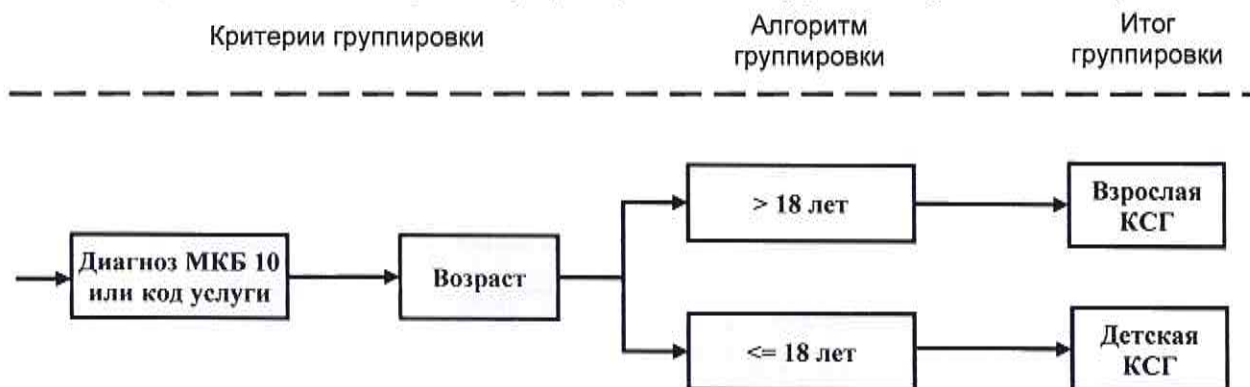 Критерии группировки
Алгоритм
группировки
Итог
группировки
Диагноз МКБ 10
или код услуги
Возраст
> 18 лет
Взрослая
КСГ
<= 18 лет
Детская
КСГ